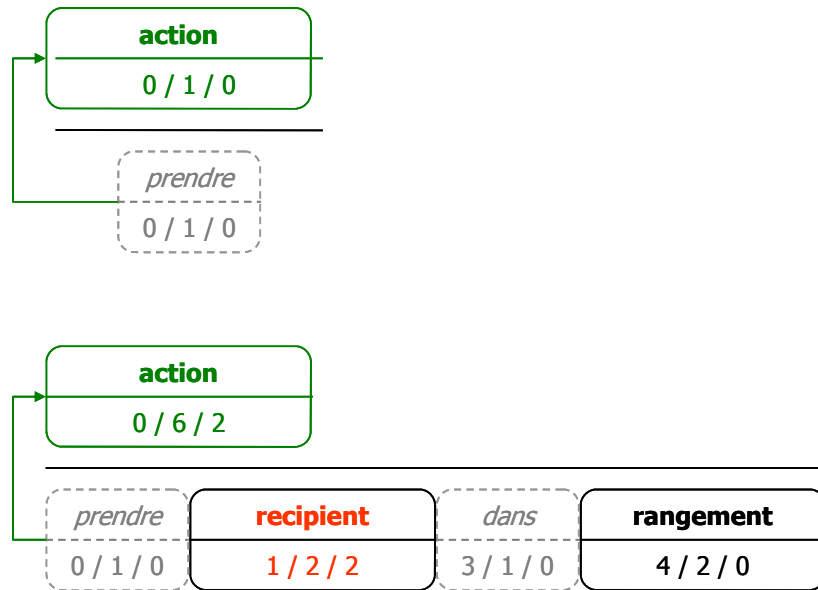 action
0 / 1 / 0
prendre
0 / 1 / 0
action
0 / 6 / 2
prendre recipient dans rangement
0 / 1 / 0 1 / 2 / 2 3 / 1 / 0 4 / 2 / 0